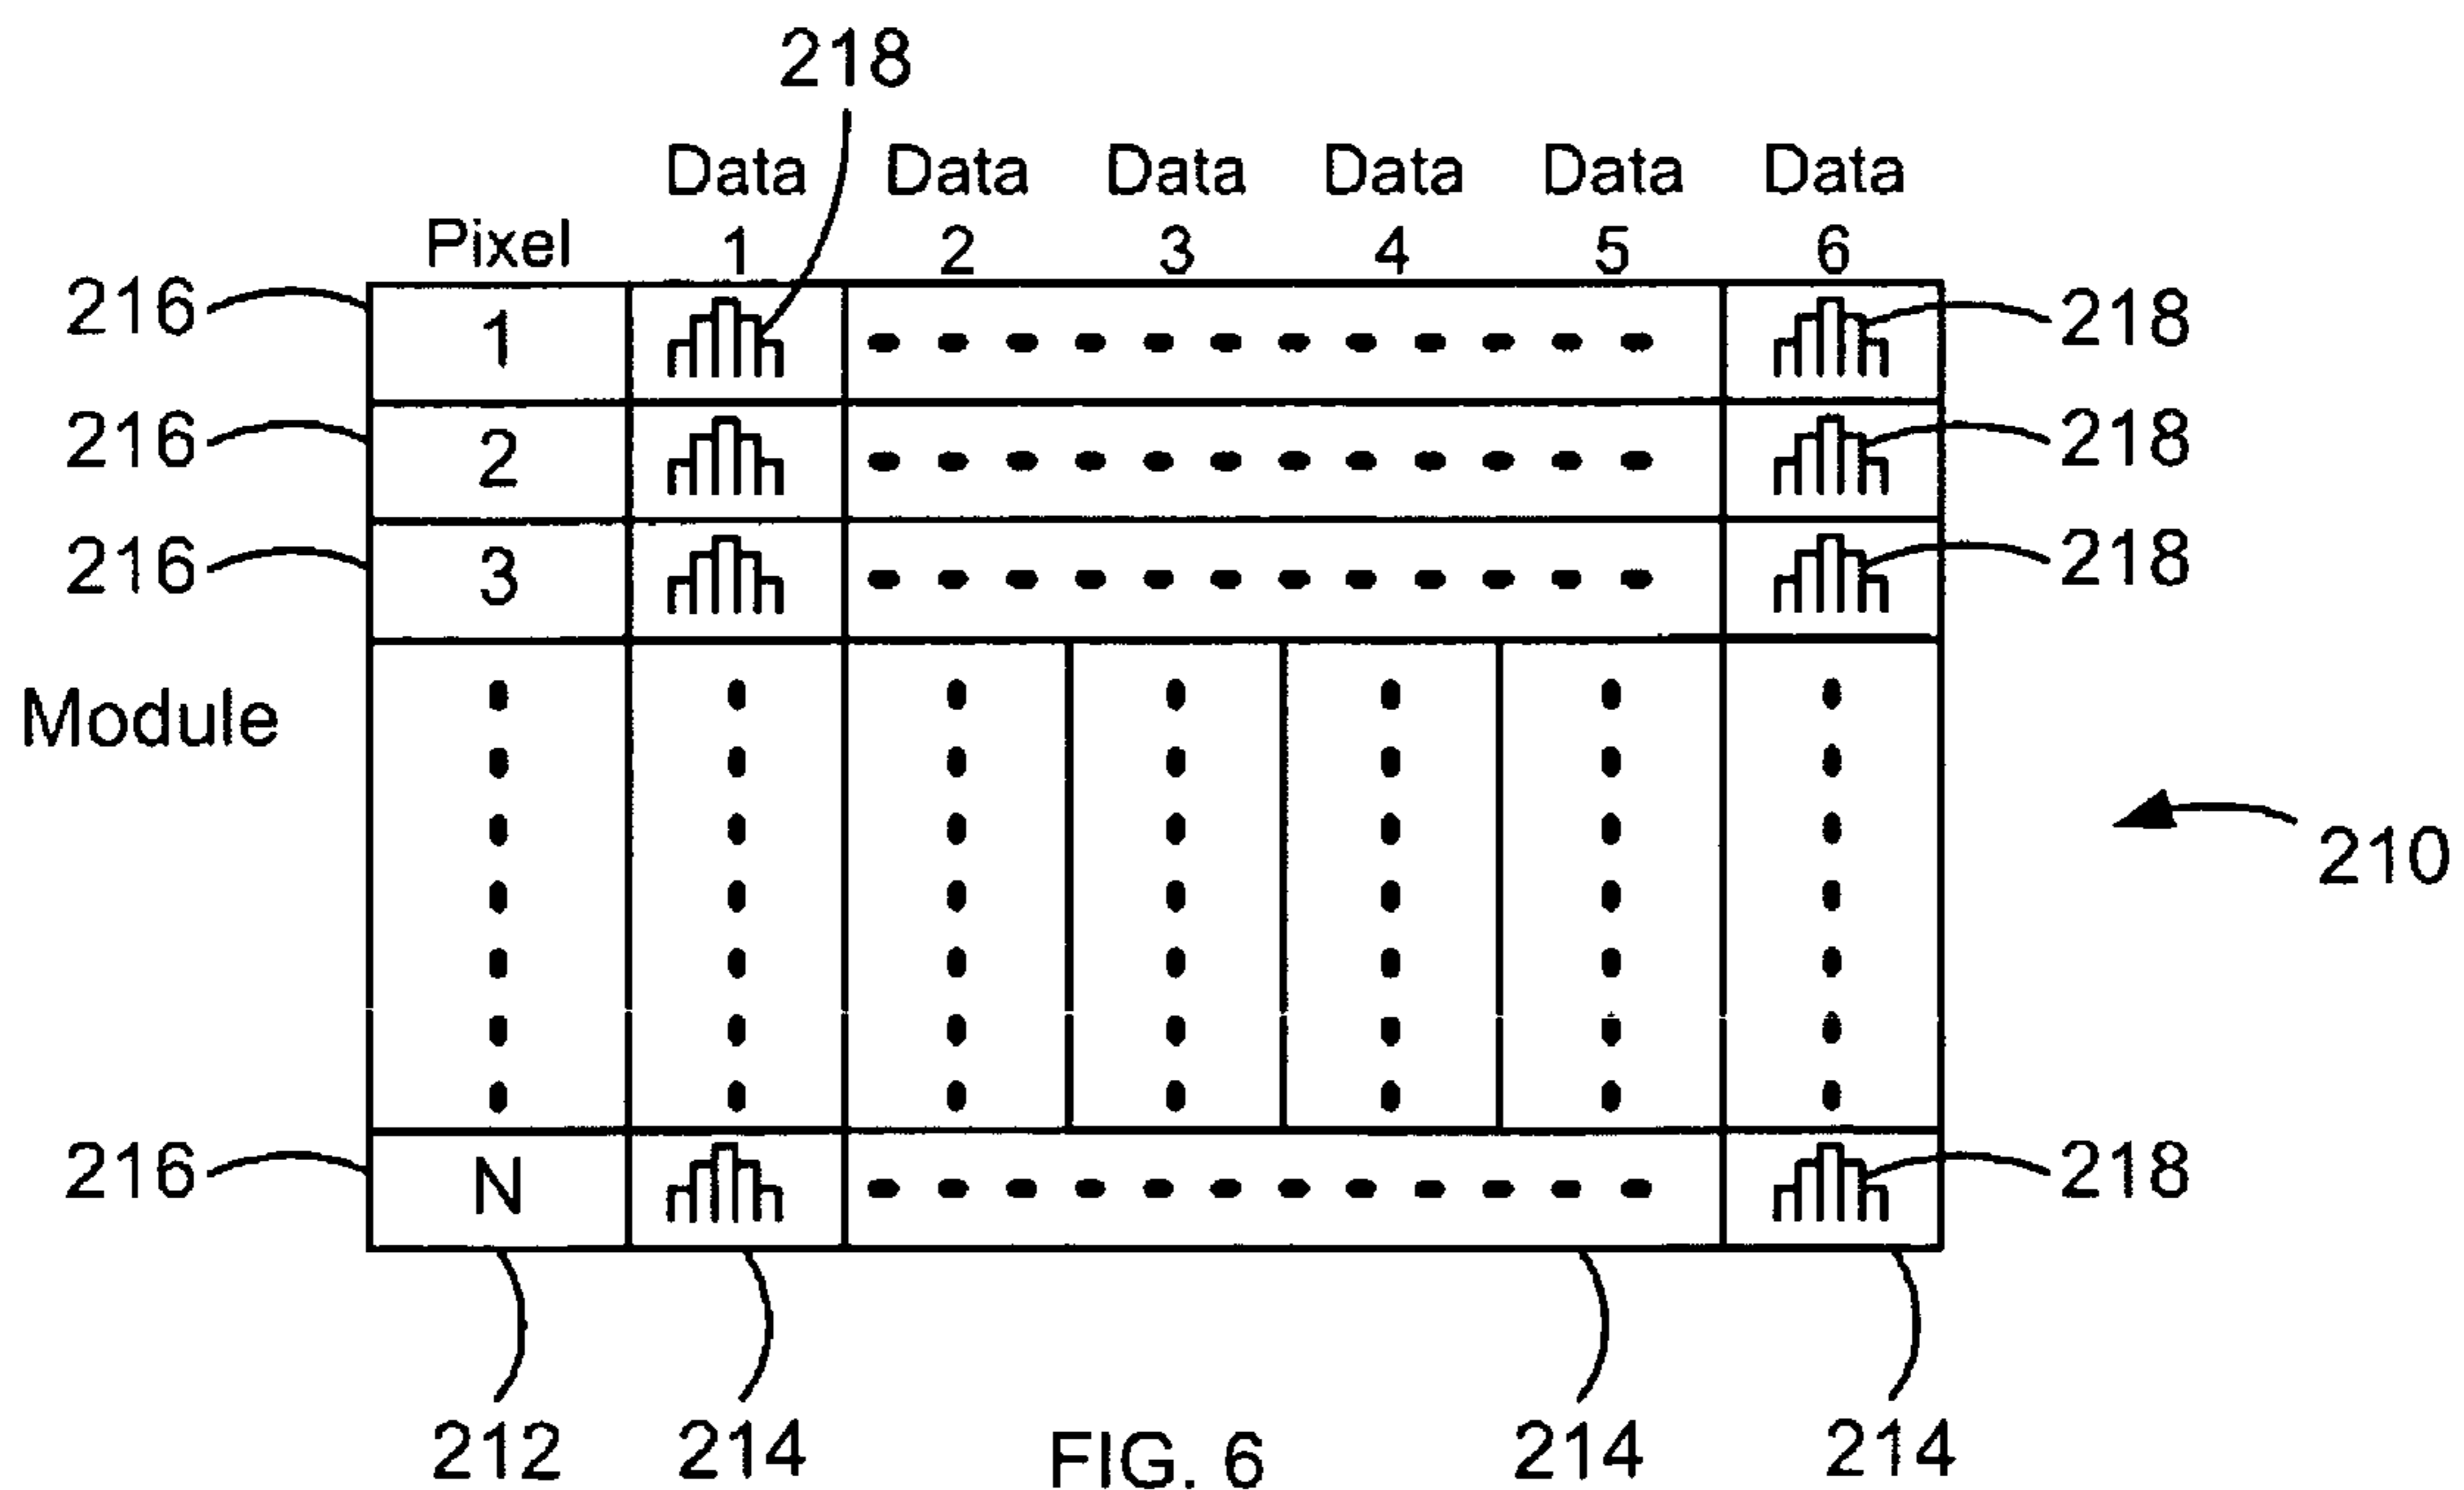 218
Data Data Data Data Data Data
Pixel 1 2 3 4 5 6
216 1 218
216 2 218
216 3 218
Module
210
216 N 218
212 214 214 214
FIG. 6